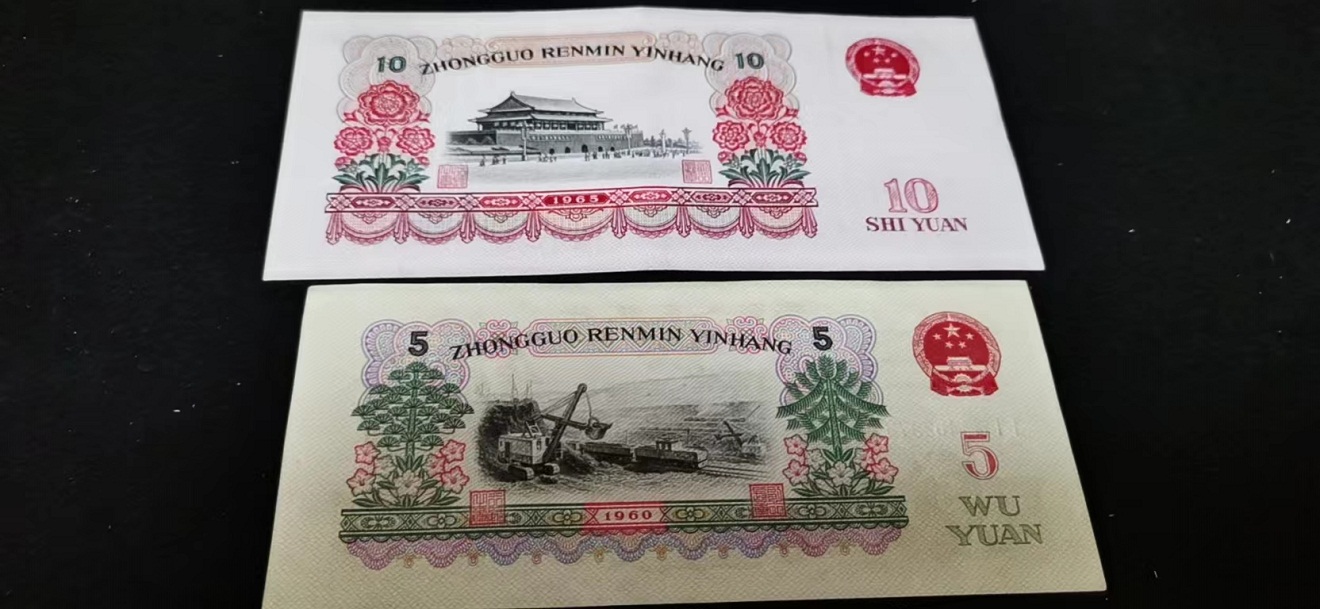 10 ZHONGGUO RENMIN YINHANG 10
1965
10
SHI YUAN
5 ZHONGGUO RENMIN YINHANG 5
1960
5
WU
YUAN